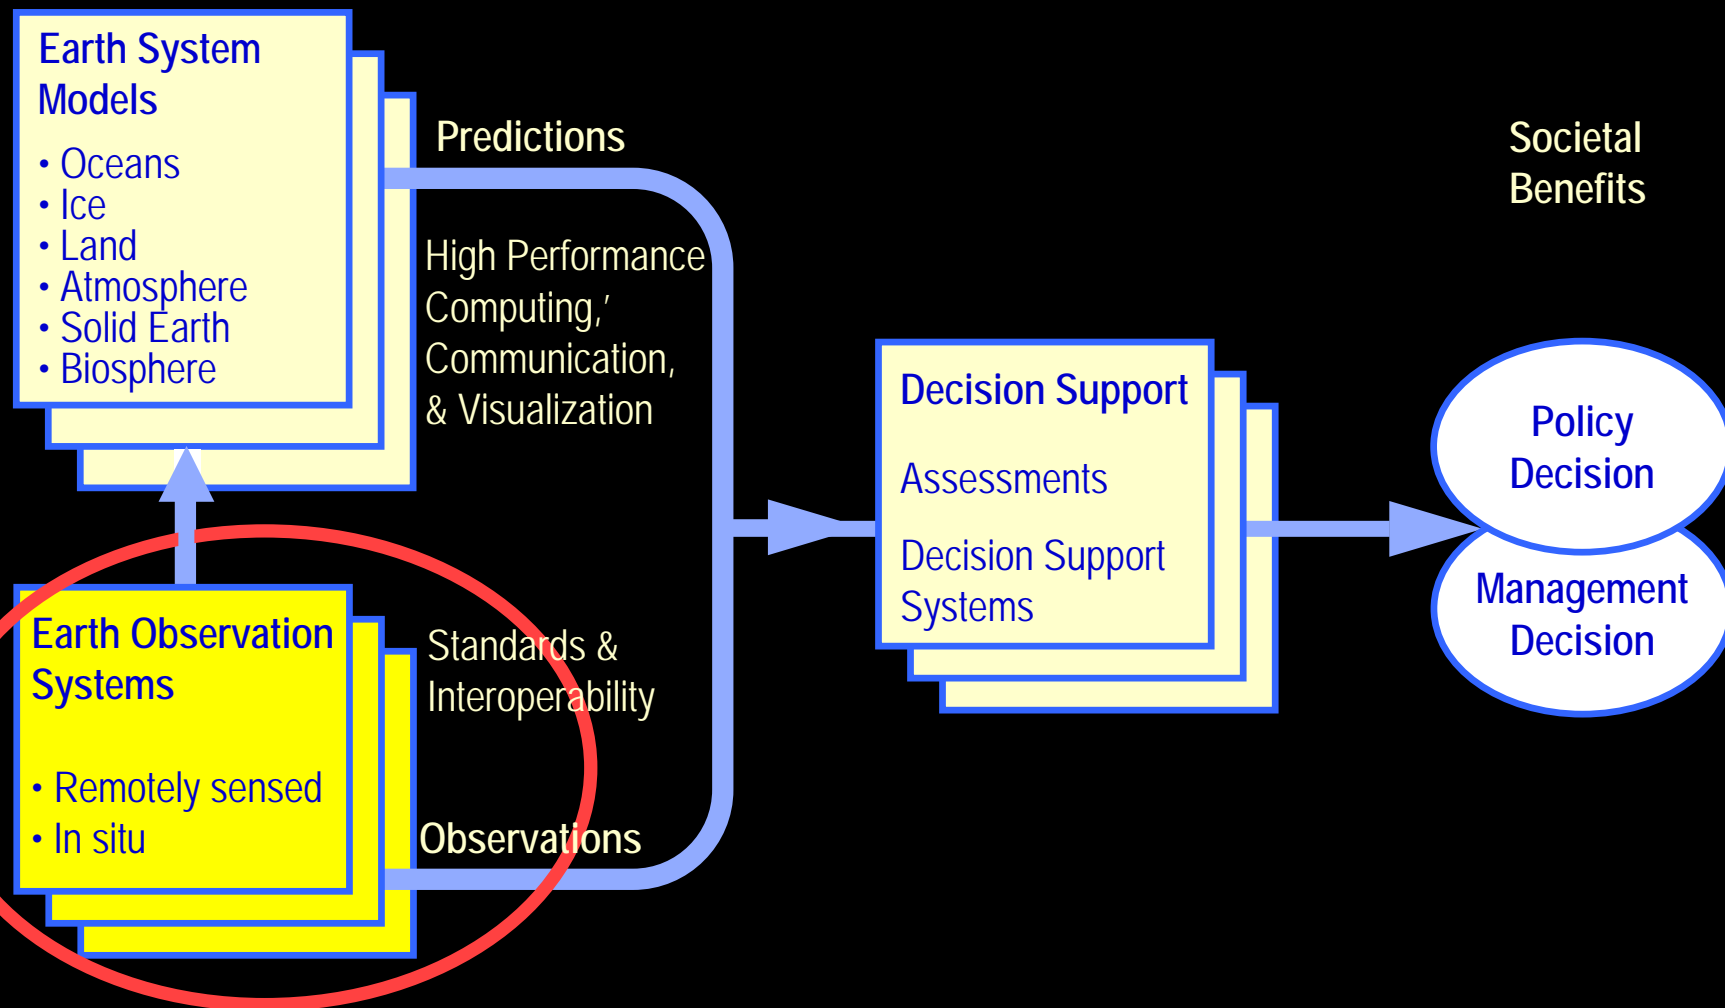 Earth System
Models
• Oceans
• Ice
• Land
• Atmosphere
• Solid Earth
• Biosphere
Predictions
High Performance
Computing,′
Communication,
& Visualization
Earth Observation
Systems
• Remotely sensed
• In situ
Standards &
Interoperability
Observations
Decision Support
Assessments
Decision Support
Systems
Societal
Benefits
Policy
Decision
Management
Decision